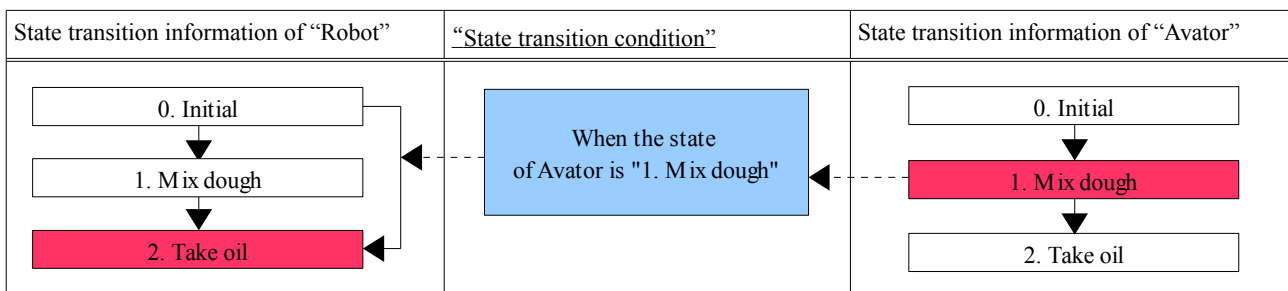 State transition information of “Robot”
“State transition condition”
State transition information of “Avator”
0. Initial
1. Mix dough
2. Take oil
When the state
of Avator is "1. Mix dough"
0. Initial
1. Mix dough
2. Take oil